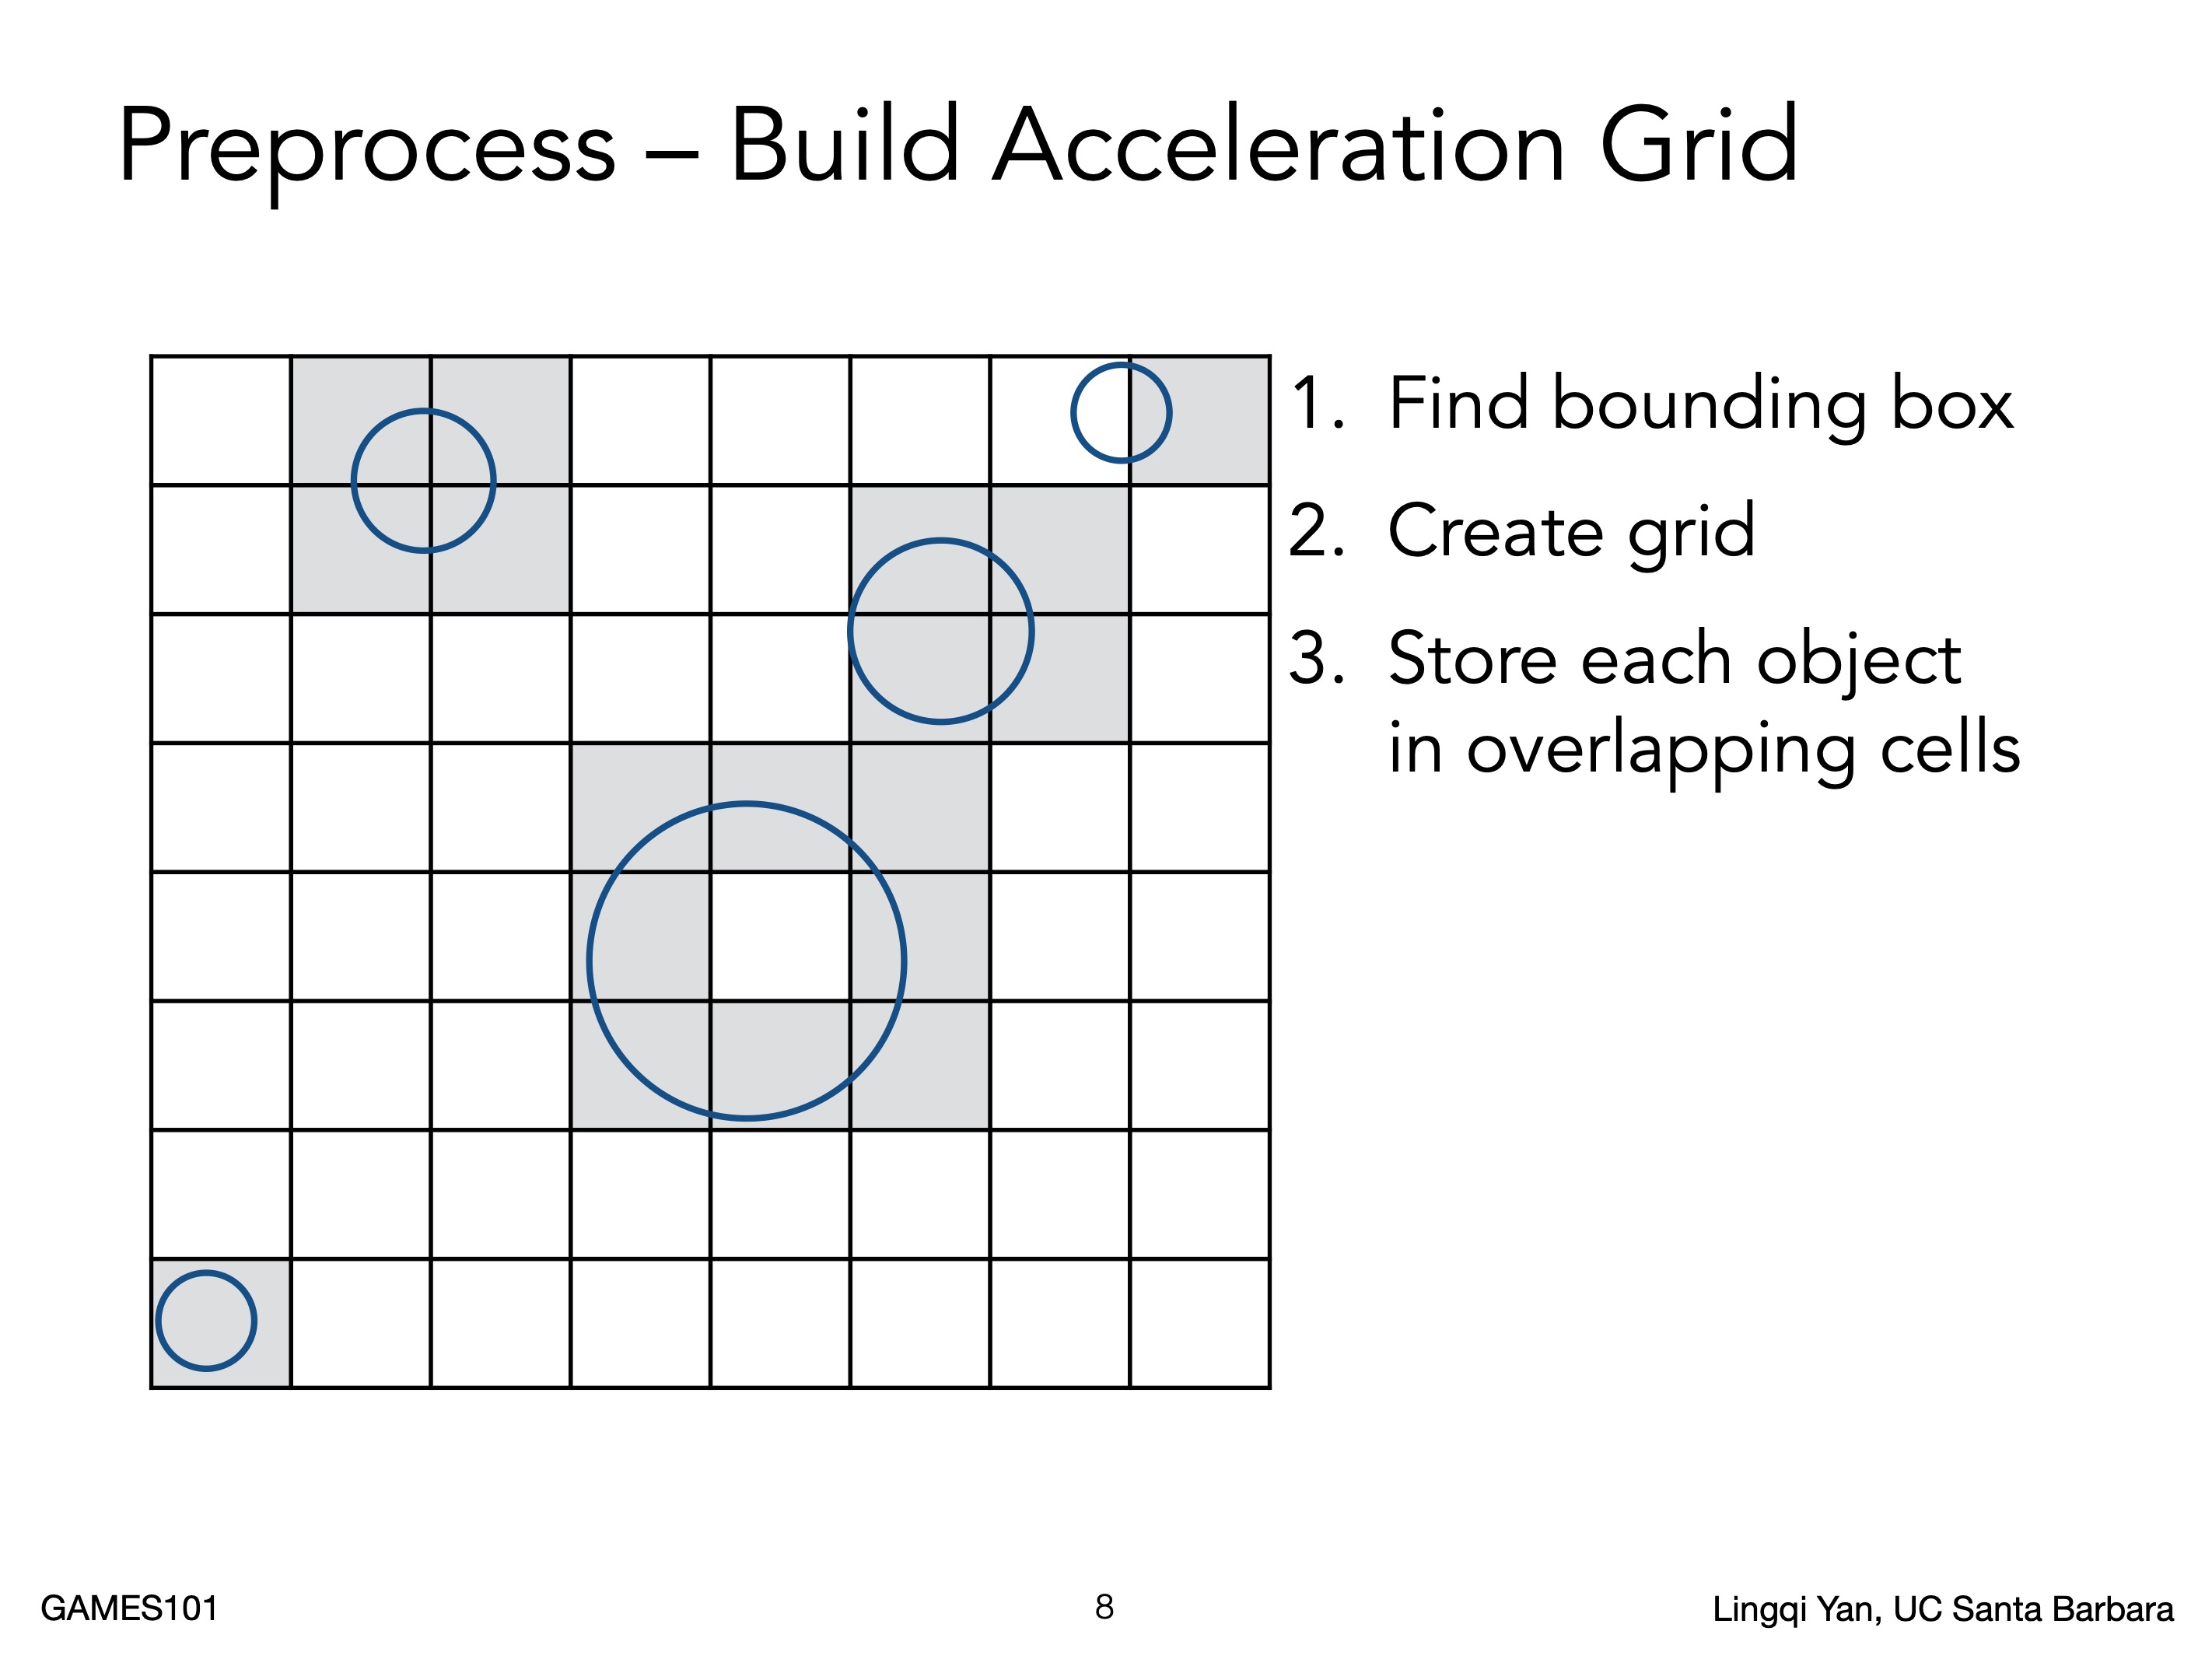 Preprocess – Build Acceleration Grid
1. Find bounding box
2. Create grid
3. Store each object
in overlapping cells
GAMES101
8
Lingqi Yan, UC Santa Barbara